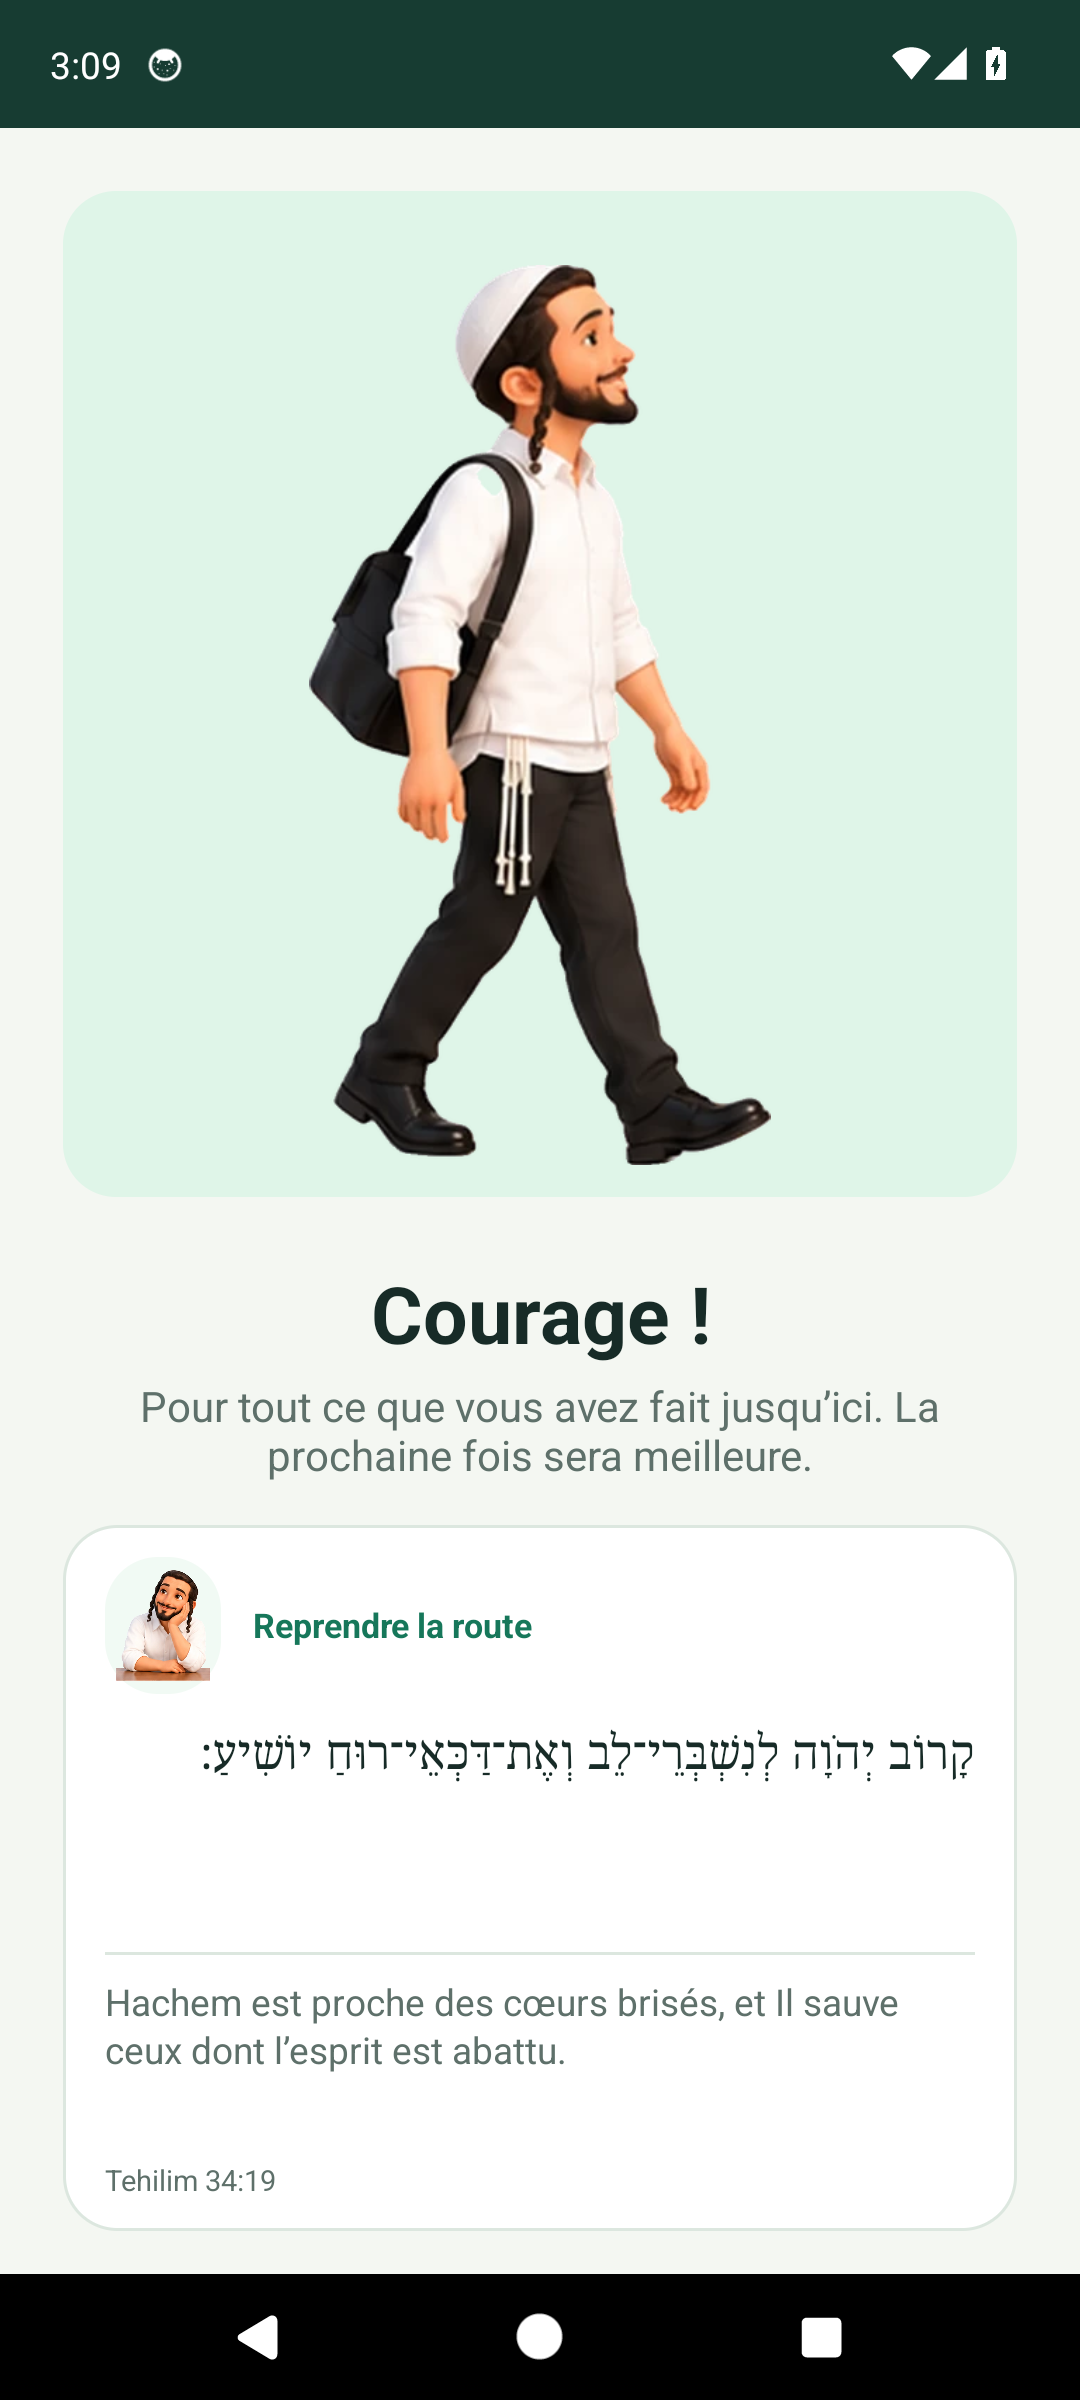 3:09
Courage !
Pour tout ce que vous avez fait jusqu’ici. La
prochaine fois sera meilleure.
Reprendre la route
קָרוֹב יְהֹוָה לְנִשְׁבְּרֵי־לֵב וְאֶת־דַּכְּאֵי־רוּחַ יוֹשִׁיעַ׃
Hachem est proche des cœurs brisés, et Il sauve
ceux dont l’esprit est abattu.
Tehilim 34:19